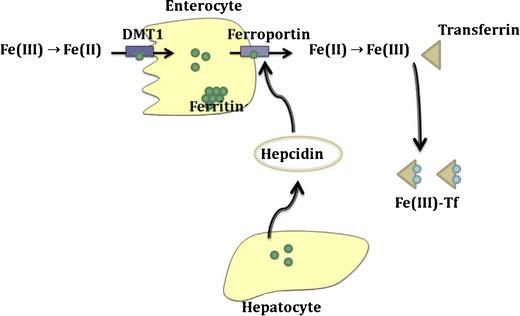 Enterocyte
DMT1
Ferroportin
Transferrin
Fe(III) → Fe(II)
Fe(II) → Fe(III)
Ferritin
Hepcidin
Fe(III)-Tf
Hepatocyte